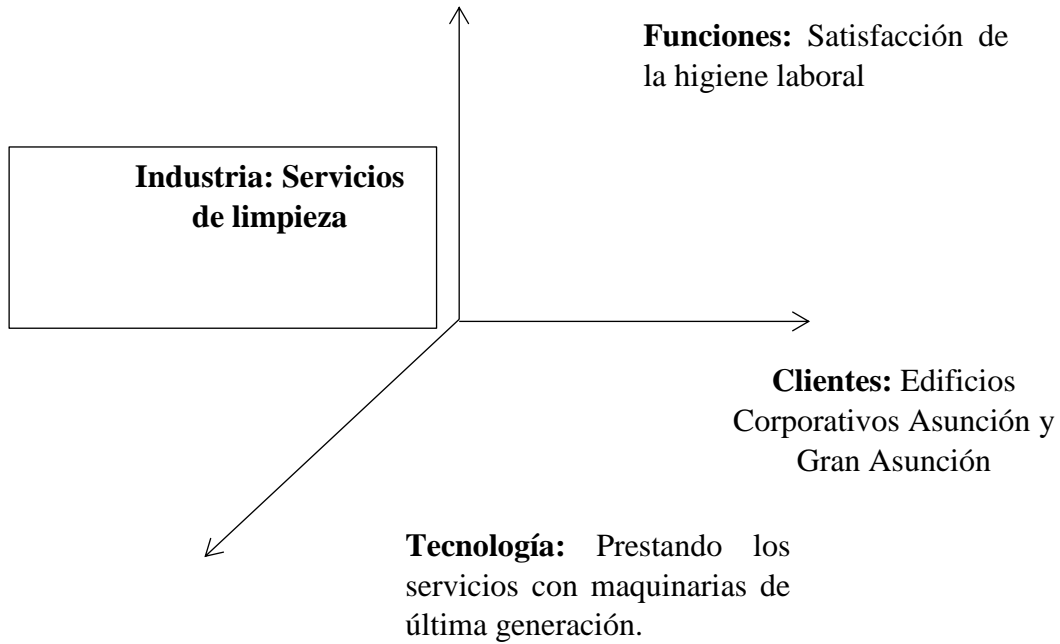 Funciones: Satisfacción de
la higiene laboral
Industria: Servicios
de limpieza
Clientes: Edificios
Corporativos Asunción y
Gran Asunción
Tecnología: Prestando los
servicios con maquinarias de
última generación.